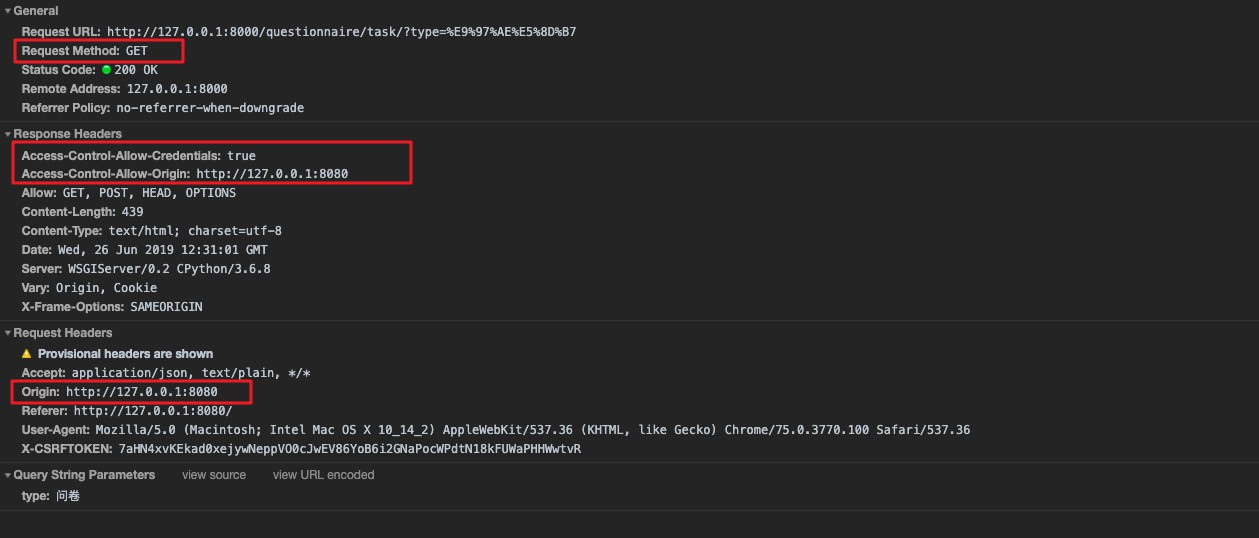 General
Request URL: http://127.0.0.1:8000/questionnaire/task/?type=%E9%97%AE%E5%8D%B7
Request Method: GET
Status Code: 200 OK
Remote Address: 127.0.0.1:8000
Referrer Policy: no-referrer-when-downgrade
Response Headers
Access-Control-Allow-Credentials: true
Access-Control-Allow-Origin: http://127.0.0.1:8080
Allow: GET, POST, HEAD, OPTIONS
Content-Length: 439
Content-Type: text/html; charset=utf-8
Date: Wed, 26 Jun 2019 12:31:01 GMT
Server: WSGIServer/0.2 CPython/3.6.8
Vary: Origin, Cookie
X-Frame-Options: SAMEORIGIN
Request Headers
Provisional headers are shown
Accept: application/json, text/plain, */*
Origin: http://127.0.0.1:8080
Referer: http://127.0.0.1:8080/
User-Agent: Mozilla/5.0 (Macintosh; Intel Mac OS X 10_14_2) AppleWebKit/537.36 (KHTML, like Gecko) Chrome/75.0.3770.100 Safari/537.36
X-CSRFTOKEN: 7aHN4xvKEkad0xejywNeppVO0cJwEV86YoB6i2GNaPocWPdtN18kFUWaPHHWwtvR
Query String Parameters view source view URL encoded
type: 问卷